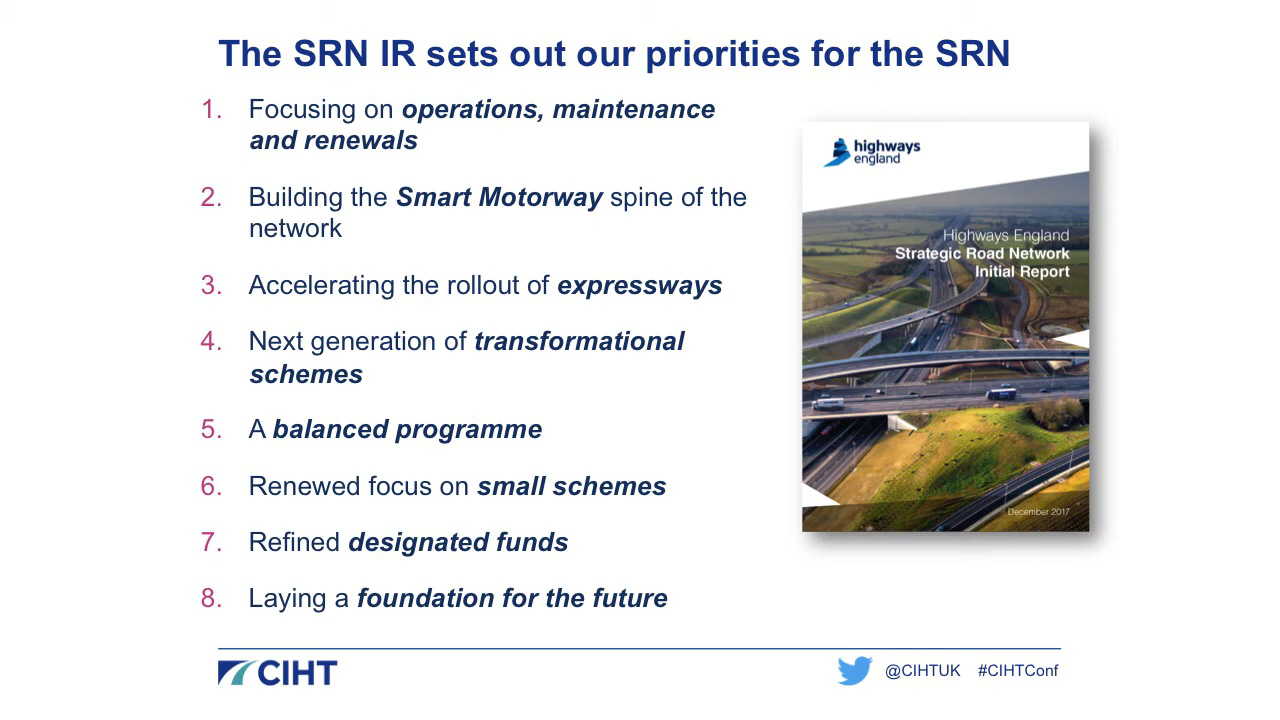 The SRN IR sets out our priorities for the SRN
1. Focusing on operations, maintenance
and renewals
2. Building the Smart Motorway spine of the
network
3. Accelerating the rollout of expressways
4. Next generation of transformational
schemes
5. A balanced programme
6. Renewed focus on small schemes
7. Refined designated funds
8. Laying a foundation for the future
highways
england
Highways England
Strategic Road Network
Initial Report
December 2017
CIHT
@CIHTUK #CIHTConf